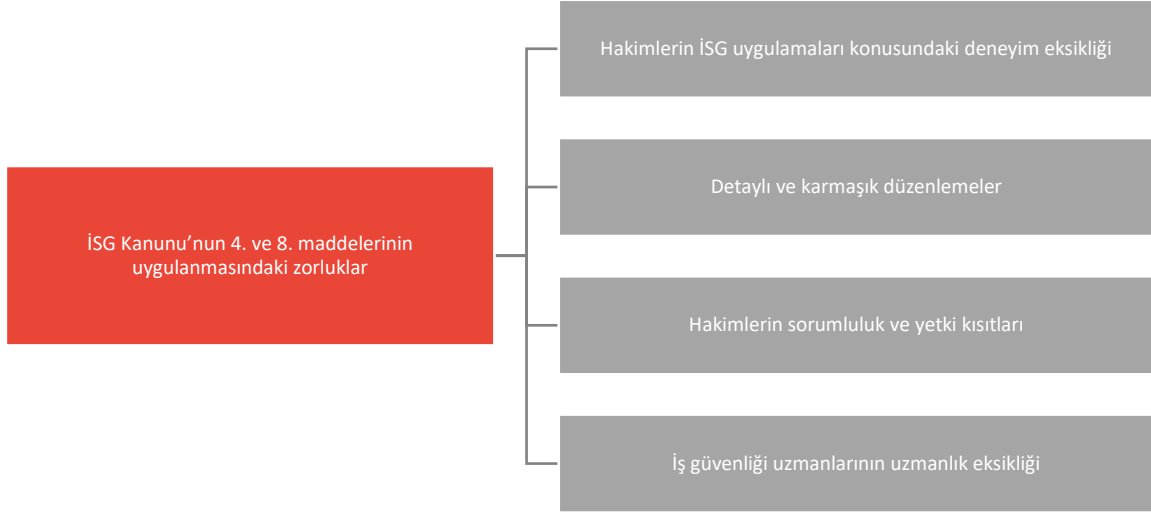 Hakimlerin İSG uygulamaları konusundaki deneyim eksikliği
Detaylı ve karmaşık düzenlemeler
İSG Kanunu’nun 4. ve 8. maddelerinin
uygulanmasındaki zorluklar
Hakimlerin sorumluluk ve yetki kısıtları
İş güvenliği uzmanlarının uzmanlık eksikliği